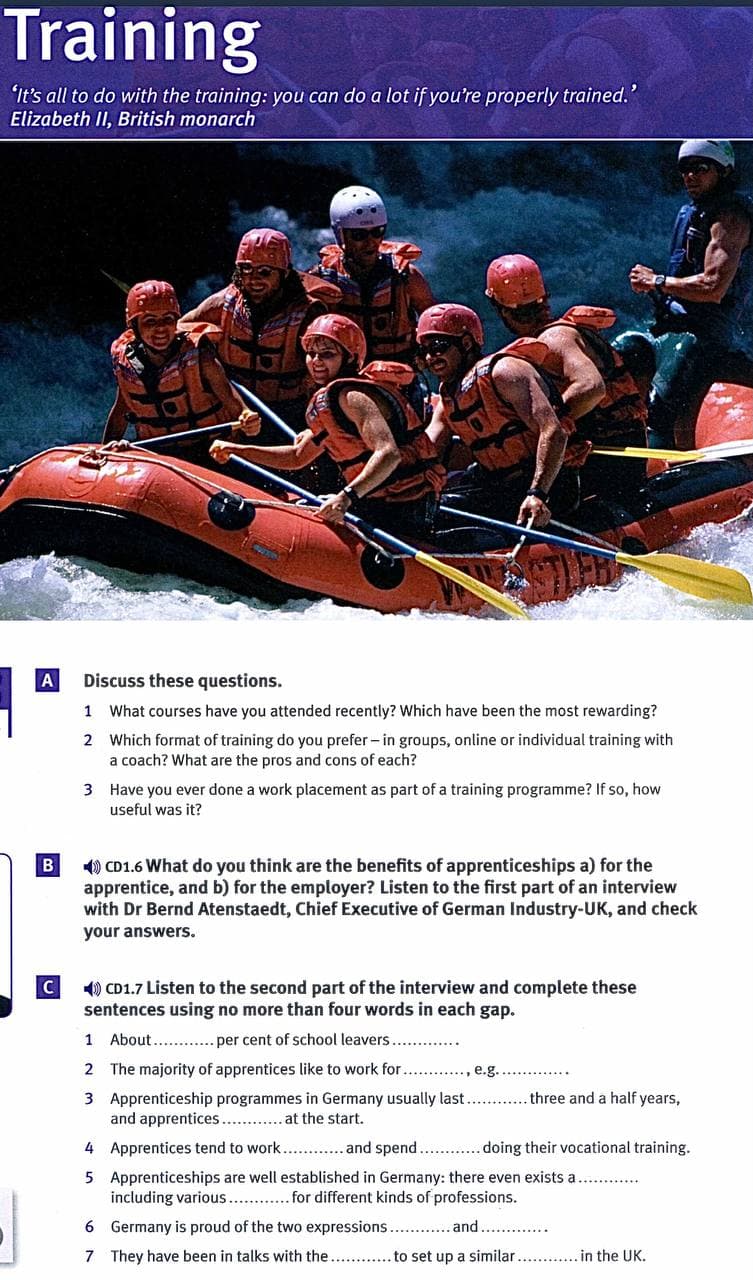 Training
‘It’s all to do with the training: you can do a lot if you’re properly trained.’
Elizabeth II, British monarch
A Discuss these questions.
1 What courses have you attended recently? Which have been the most rewarding?
2 Which format of training do you prefer – in groups, online or individual training with
a coach? What are the pros and cons of each?
3 Have you ever done a work placement as part of a training programme? If so, how
useful was it?
B CD1.6 What do you think are the benefits of apprenticeships a) for the
apprentice, and b) for the employer? Listen to the first part of an interview
with Dr Bernd Atenstaedt, Chief Executive of German Industry-UK, and check
your answers.
C CD1.7 Listen to the second part of the interview and complete these
sentences using no more than four words in each gap.
1 About ............ per cent of school leavers ............ .
2 The majority of apprentices like to work for ............ , e.g. ............ .
3 Apprenticeship programmes in Germany usually last ............ three and a half years,
and apprentices ............ at the start.
4 Apprentices tend to work ............ and spend ............ doing their vocational training.
5 Apprenticeships are well established in Germany: there even exists a ............
including various ............ for different kinds of professions.
6 Germany is proud of the two expressions ............ and ............ .
7 They have been in talks with the ............ to set up a similar ............ in the UK.